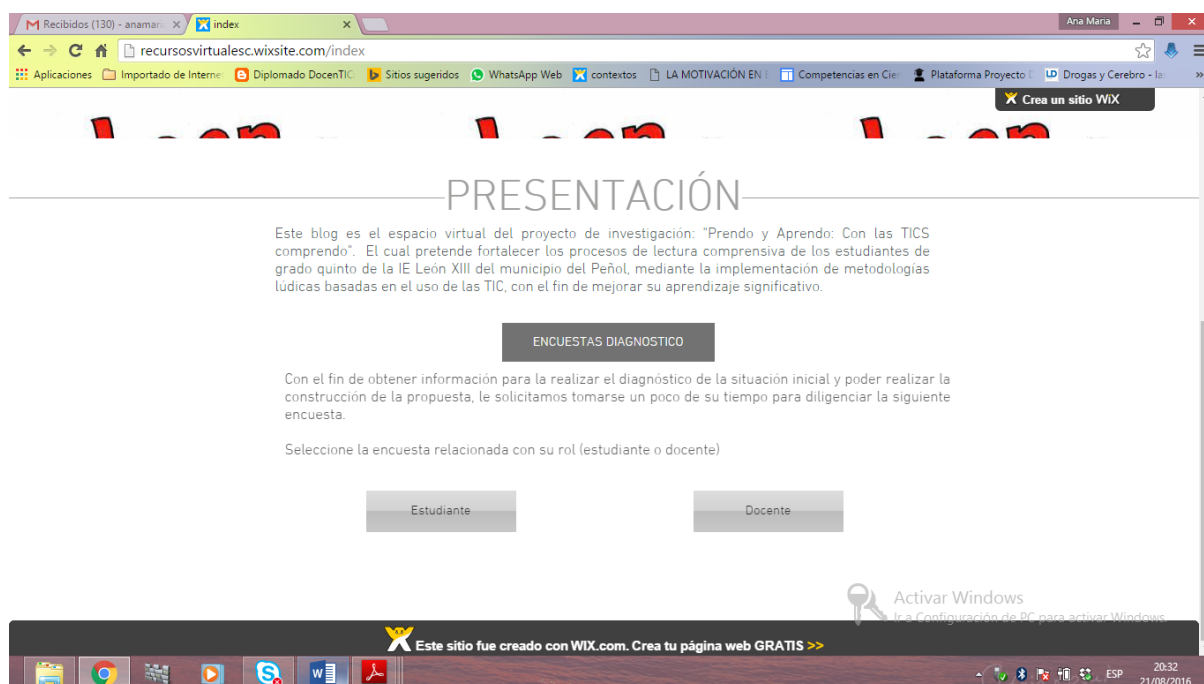 Recibidos (130) - anamari
index
Ana Maria
recursosvirtualesc.wixsite.com/index
Aplicaciones Importado de Interne Diplomado DocenTIC Sitios sugeridos WhatsApp Web contextos LA MOTIVACIÓN EN Competencias en Cie Plataforma Proyecto Drogas y Cerebro - la »
Crea un sitio WiX
PRESENTACIÓN
Este blog es el espacio virtual del proyecto de investigación: "Prendo y Aprendo: Con las TICS
comprendo". El cual pretende fortalecer los procesos de lectura comprensiva de los estudiantes de
grado quinto de la IE León XIII del municipio del Peñol, mediante la implementación de metodologías
lúdicas basadas en el uso de las TIC, con el fin de mejorar su aprendizaje significativo.
ENCUESTAS DIAGNOSTICO
Con el fin de obtener información para la realizar el diagnóstico de la situación inicial y poder realizar la
construcción de la propuesta, le solicitamos tomarse un poco de su tiempo para diligenciar la siguiente
encuesta.
Seleccione la encuesta relacionada con su rol (estudiante o docente)
Estudiante
Docente
Activar Windows
Ir a Configuración de PC para activar Windows.
Este sitio fue creado con WIX.com. Crea tu página web GRATIS >>
ESP
20:32
21/08/2016